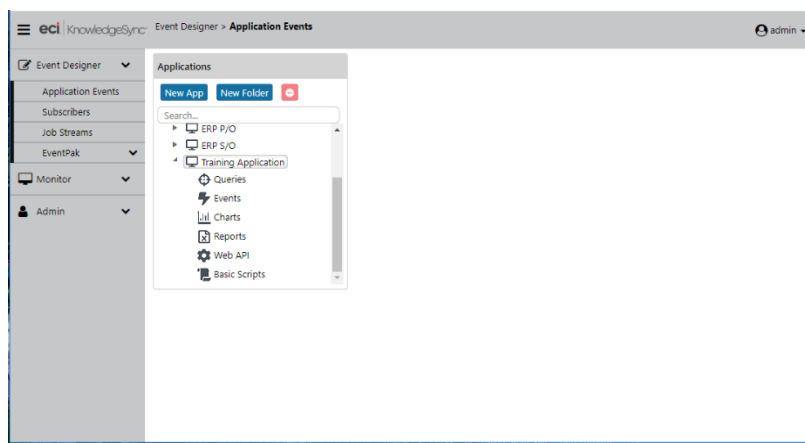 eci KnowledgeSync
Event Designer > Application Events
admin
Event Designer
Application Events
Subscribers
Job Streams
EventPak
Monitor
Admin
Applications
New App
New Folder
Search...
ERP P/O
ERP S/O
Training Application
Queries
Events
Charts
Reports
Web API
Basic Scripts